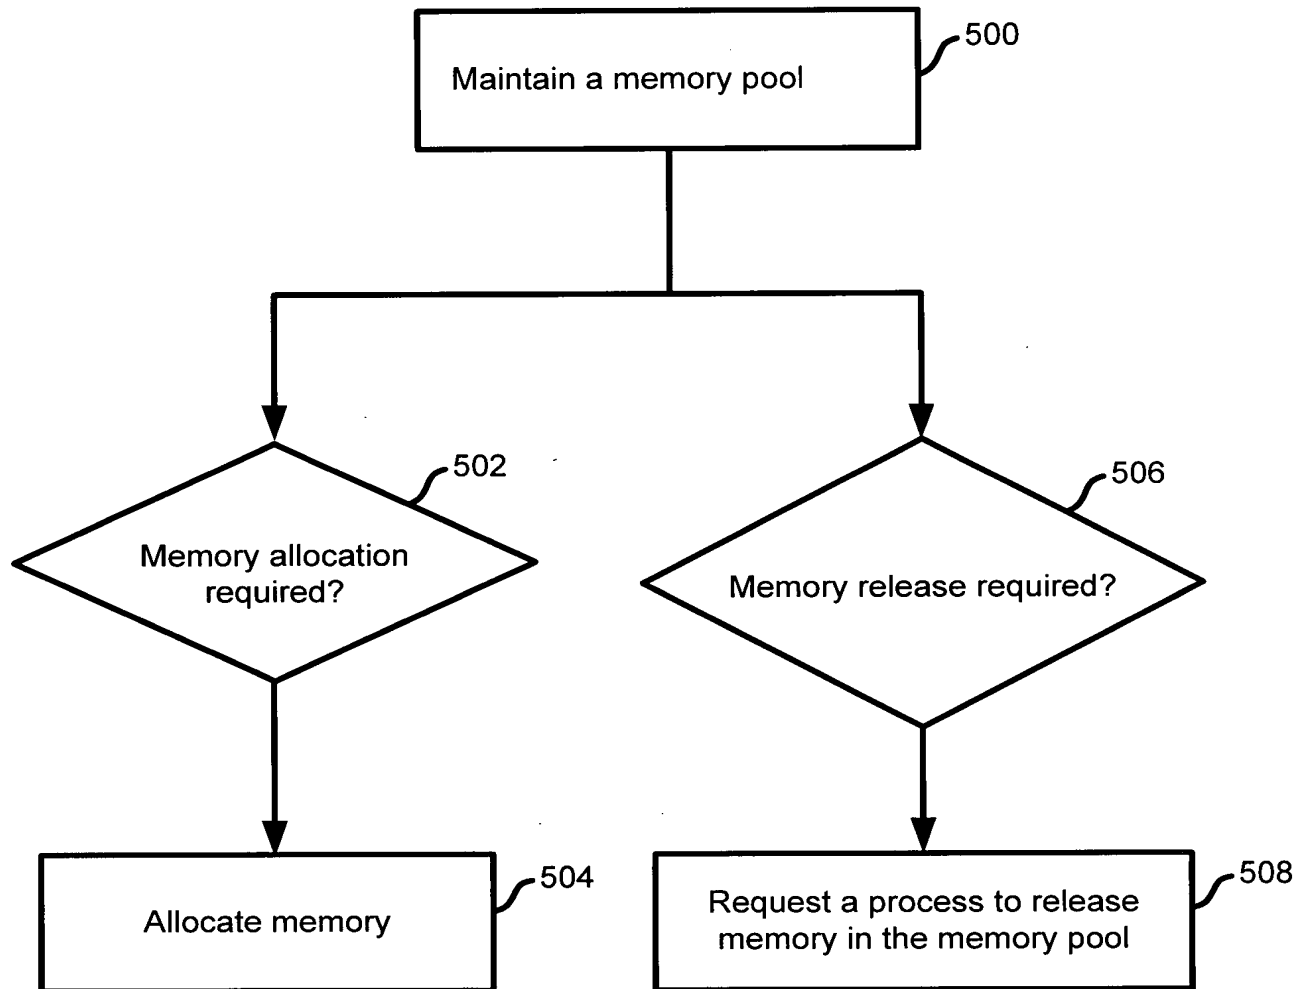 500
Maintain a memory pool
502
Memory allocation
required?
506
Memory release required?
504
Allocate memory
508
Request a process to release
memory in the memory pool